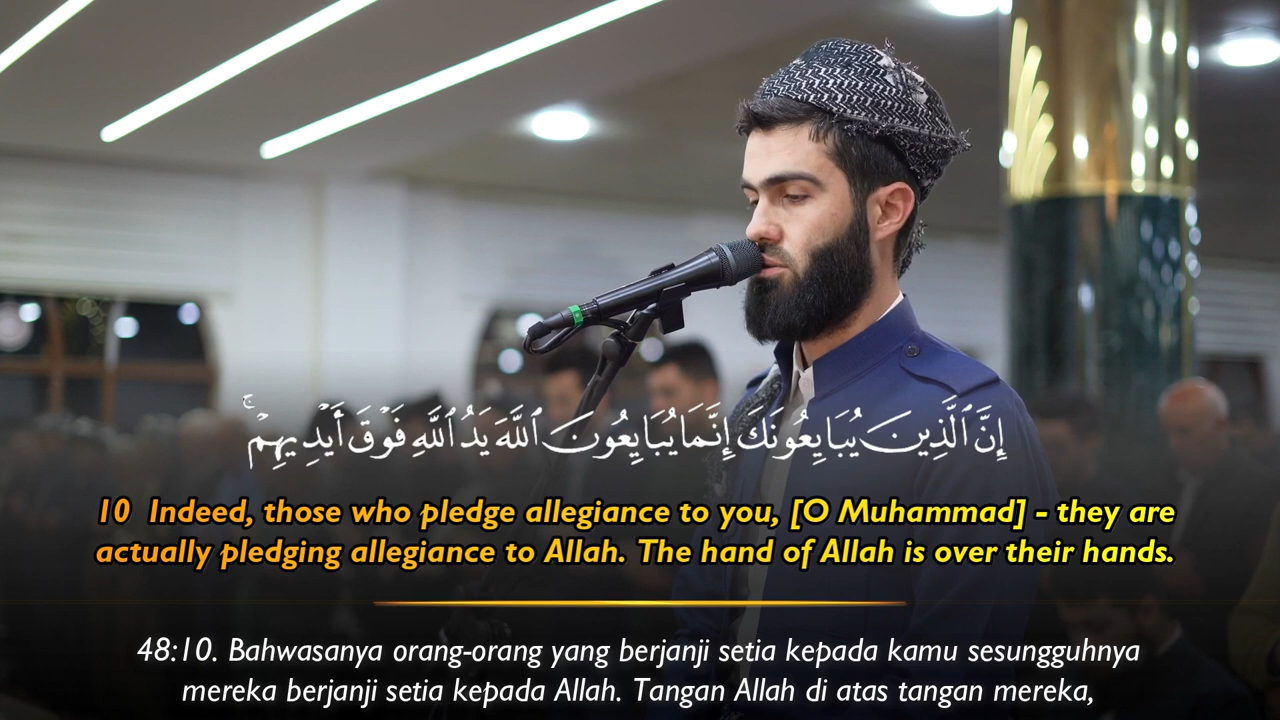 إِنَّ ٱلَّذِينَ يُبَايِعُونَكَ إِنَّمَا يُبَايِعُونَ ٱللَّهَ يَدُ ٱللَّهِ فَوْقَ أَيْدِيهِمْ ۚ
10 Indeed, those who pledge allegiance to you, [O Muhammad] - they are
actually pledging allegiance to Allah. The hand of Allah is over their hands.
48:10. Bahwasanya orang-orang yang berjanji setia kepada kamu sesungguhnya
mereka berjanji setia kepada Allah. Tangan Allah di atas tangan mereka,